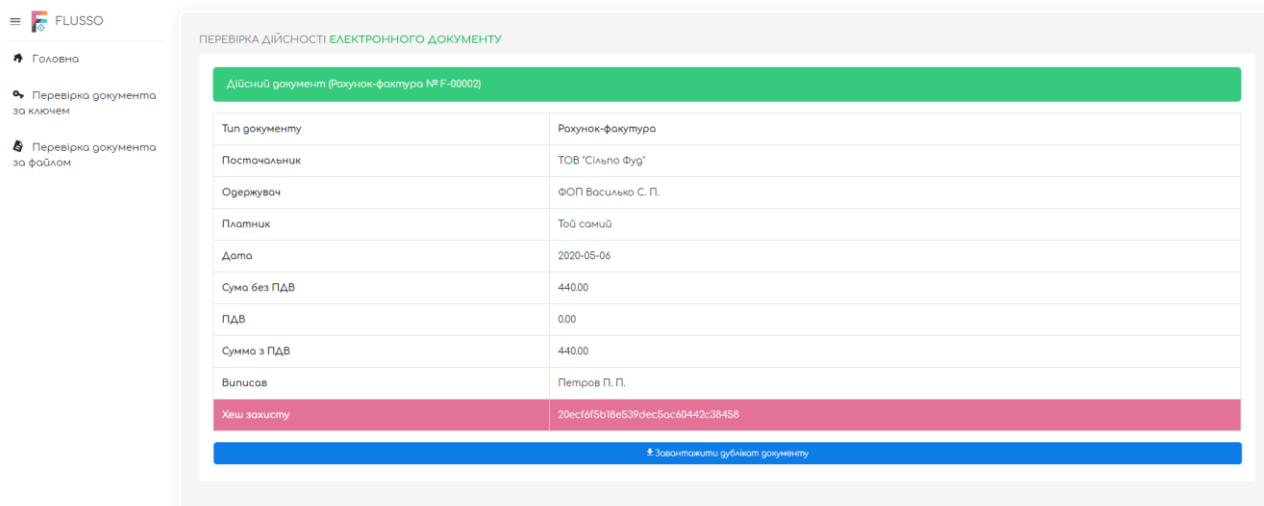 FLUSSO
Головна
Перевірка документа
за ключем
Перевірка документа
за файлом
ПЕРЕВІРКА ДІЙСНОСТІ ЕЛЕКТРОННОГО ДОКУМЕНТУ
Дійсний документ (Рахунок-фактура № F-00002)
Тип документу Рахунок-факутура
Постачальник ТОВ "Сільпо Фуд"
Одержувач ФОП Василько С. П.
Платник Той самий
Дата 2020-05-06
Сума без ПДВ 440.00
ПДВ 0.00
Сумма з ПДВ 440.00
Виписав Петров П. П.
Хеш захисту 20ecf6f5b18e539dec5ac60442c38458
Завантажити дублікат документу